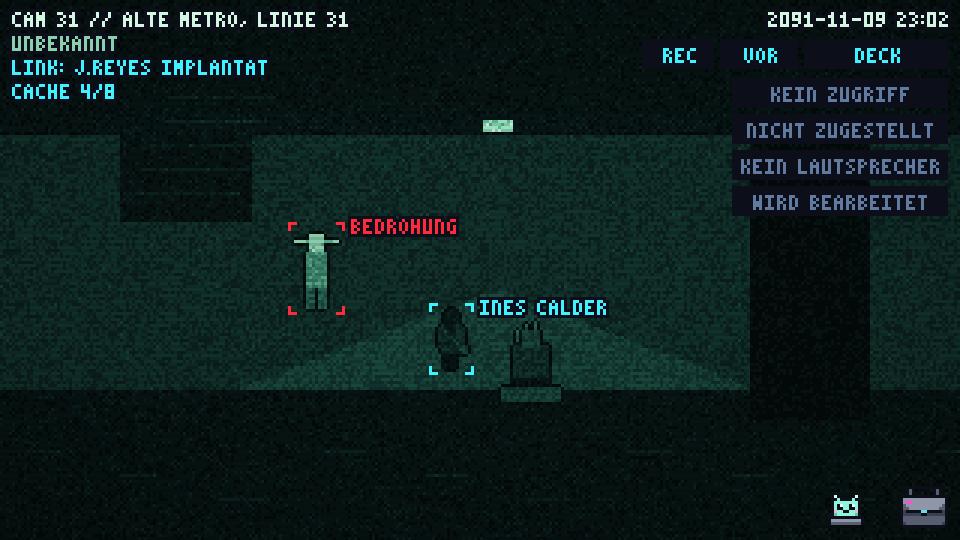 CAM 31 // ALTE METRO, LINIE 31
UNBEKANNT
LINK: J.REYES IMPLANTAT
CACHE 4/8
2091-11-09 23:02
REC VOR DECK
KEIN ZUGRIFF
NICHT ZUGESTELLT
KEIN LAUTSPRECHER
WIRD BEARBEITET
BEDROHUNG
INES CALDER